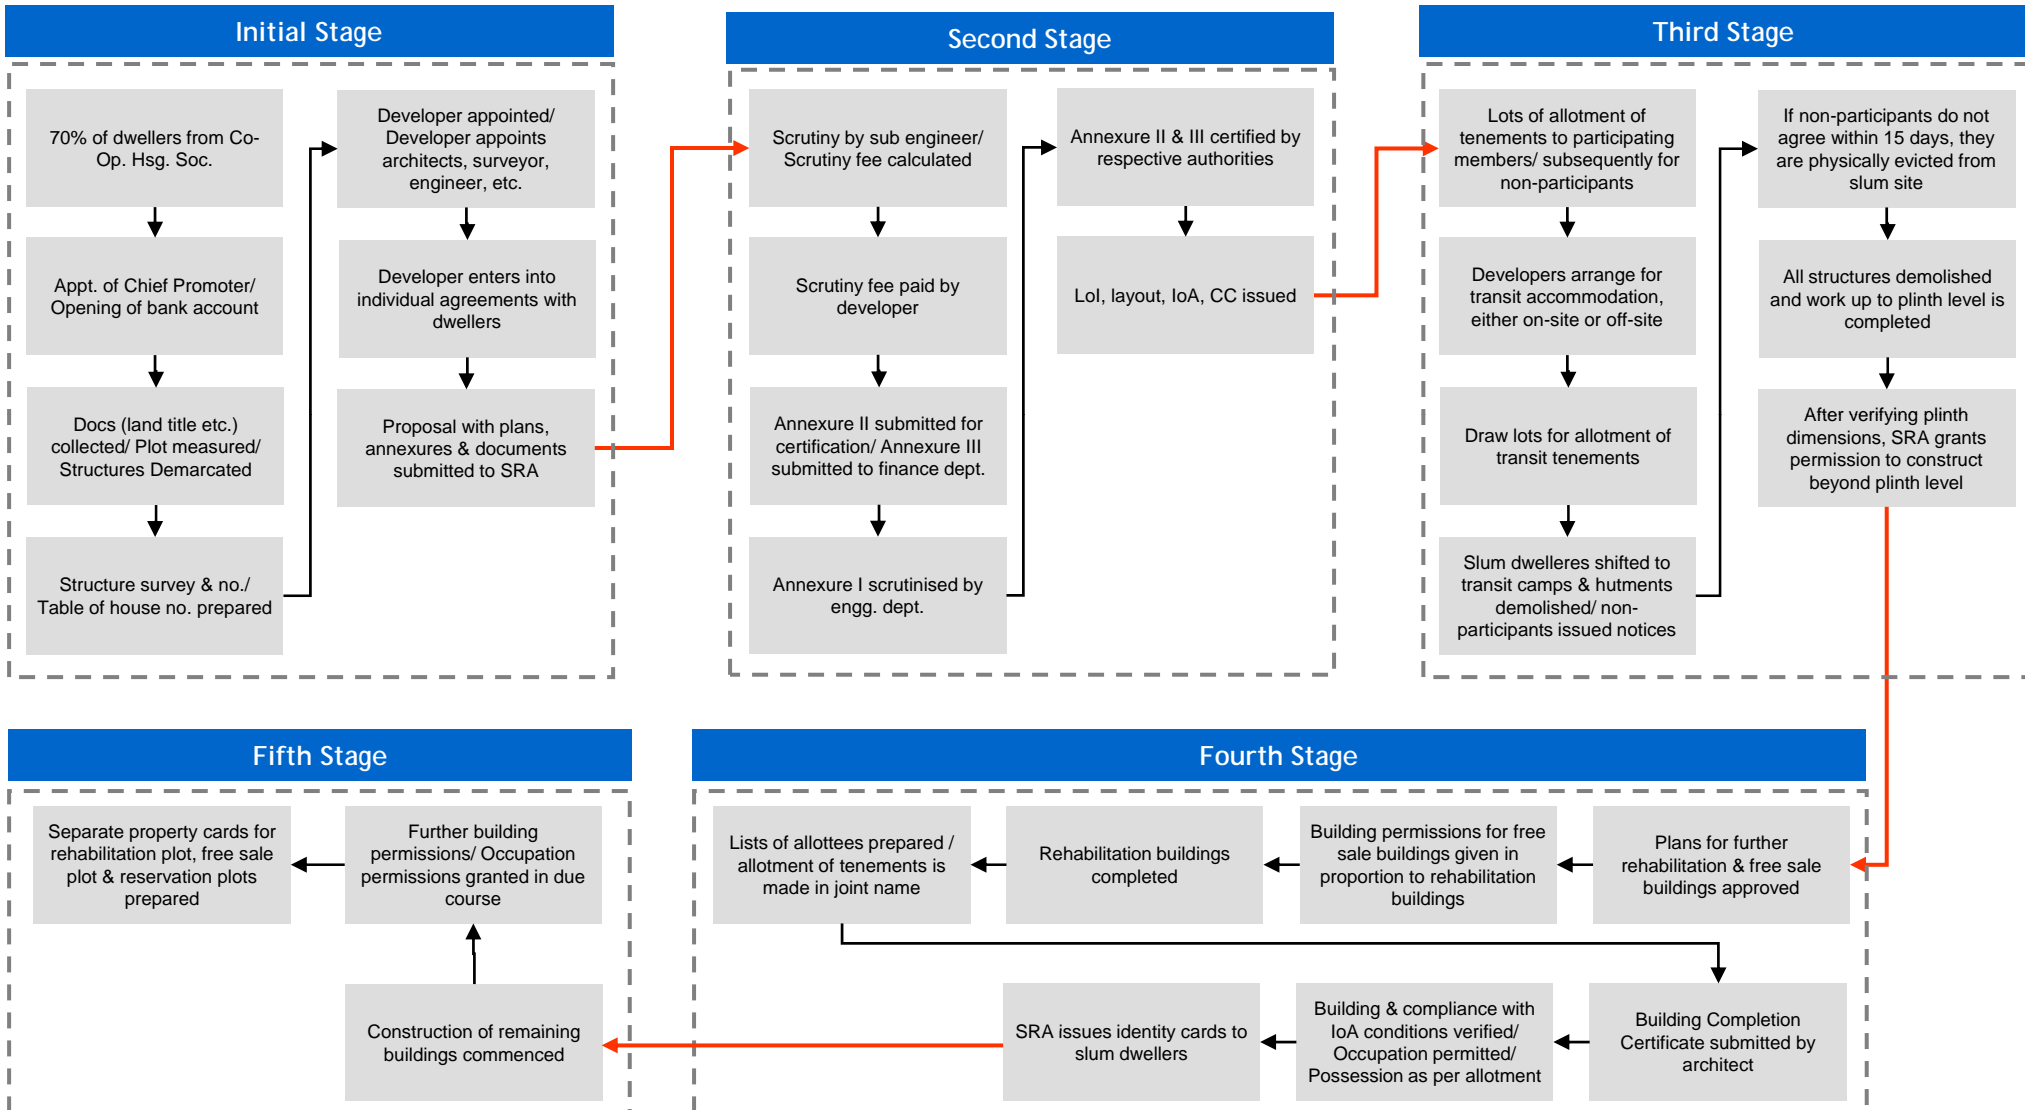 Initial Stage
70% of dwellers from Co-
Op. Hsg. Soc.
Appt. of Chief Promoter/
Opening of bank account
Docs (land title etc.)
collected/ Plot measured/
Structures Demarcated
Structure survey & no./
Table of house no. prepared
Developer appointed/
Developer appoints
architects, surveyor,
engineer, etc.
Developer enters into
individual agreements with
dwellers
Proposal with plans,
annexures & documents
submitted to SRA
Second Stage
Scrutiny by sub engineer/
Scrutiny fee calculated
Scrutiny fee paid by
developer
Annexure II submitted for
certification/ Annexure III
submitted to finance dept.
Annexure I scrutinised by
engg. dept.
Annexure II & III certified by
respective authorities
LoI, layout, IoA, CC issued
Third Stage
Lots of allotment of
tenements to participating
members/ subsequently for
non-participants
Developers arrange for
transit accommodation,
either on-site or off-site
Draw lots for allotment of
transit tenements
Slum dwelleres shifted to
transit camps & hutments
demolished/ non-
participants issued notices
If non-participants do not
agree within 15 days, they
are physically evicted from
slum site
All structures demolished
and work up to plinth level is
completed
After verifying plinth
dimensions, SRA grants
permission to construct
beyond plinth level
Fourth Stage
Plans for further
rehabilitation & free sale
buildings approved
Building permissions for free
sale buildings given in
proportion to rehabilitation
buildings
Rehabilitation buildings
completed
Lists of allottees prepared /
allotment of tenements is
made in joint name
Building Completion
Certificate submitted by
architect
Building & compliance with
IoA conditions verified/
Occupation permitted/
Possession as per allotment
SRA issues identity cards to
slum dwellers
Fifth Stage
Construction of remaining
buildings commenced
Further building
permissions/ Occupation
permissions granted in due
course
Separate property cards for
rehabilitation plot, free sale
plot & reservation plots
prepared